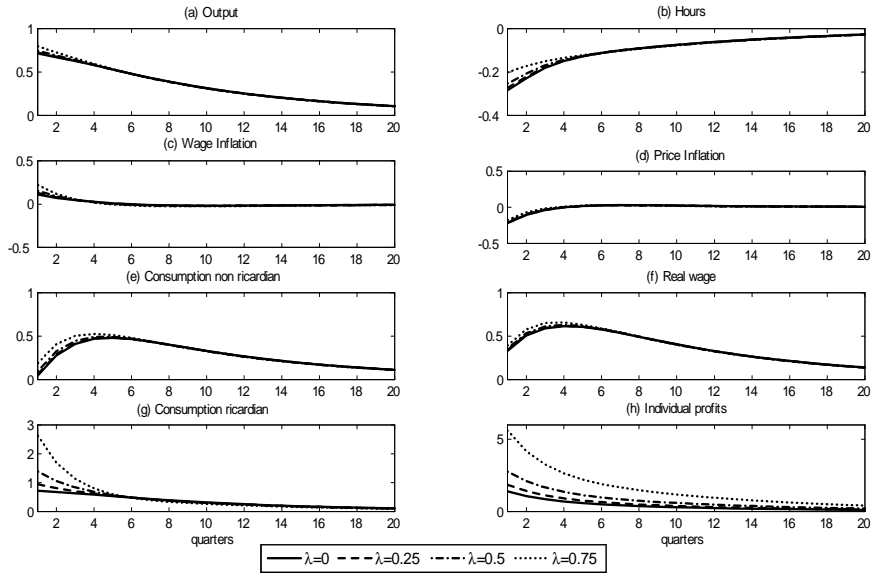 (a) Output
1
0.5
0
2 4 6 8 10 12 14 16 18 20
(b) Hours
0
-0.2
-0.4
2 4 6 8 10 12 14 16 18 20
(c) Wage Inflation
0.5
0
-0.5
2 4 6 8 10 12 14 16 18 20
(d) Price Inflation
0.5
0
-0.5
2 4 6 8 10 12 14 16 18 20
(e) Consumption non ricardian
1
0.5
0
2 4 6 8 10 12 14 16 18 20
(f) Real wage
1
0.5
0
2 4 6 8 10 12 14 16 18 20
(g) Consumption ricardian
3
2
1
0
2 4 6 8 10 12 14 16 18 20
quarters
(h) Individual profits
5
0
2 4 6 8 10 12 14 16 18 20
quarters
λ=0 λ=0.25 λ=0.5 λ=0.75